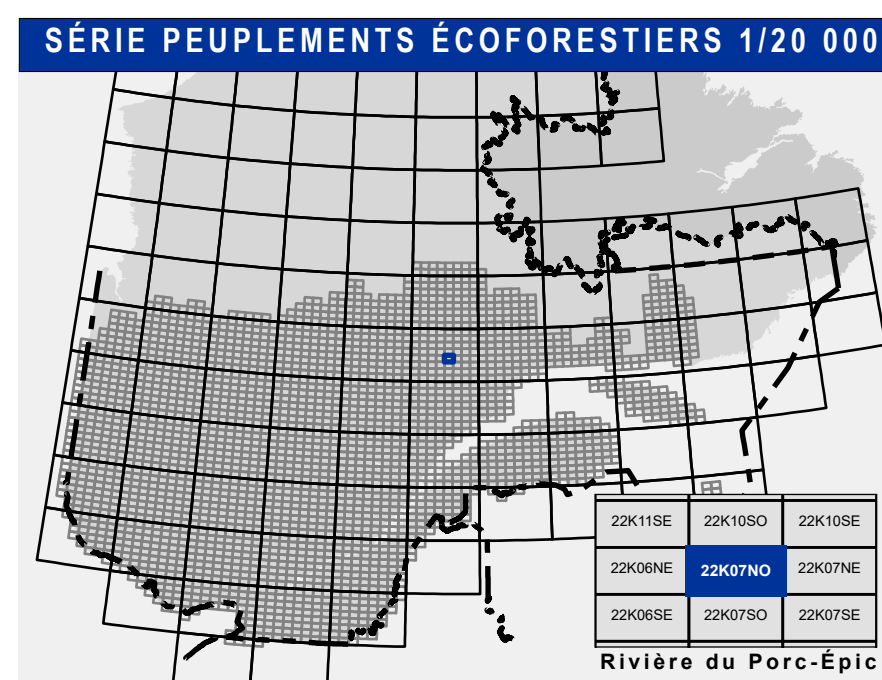 SÉRIE PEUPLEMENTS ÉCOFORESTIERS 1/20 000
22K11SE 22K10SO 22K10SE
22K06NE 22K07NO 22K07NE
22K06SE 22K07SO 22K07SE
Rivière du Porc-Épic